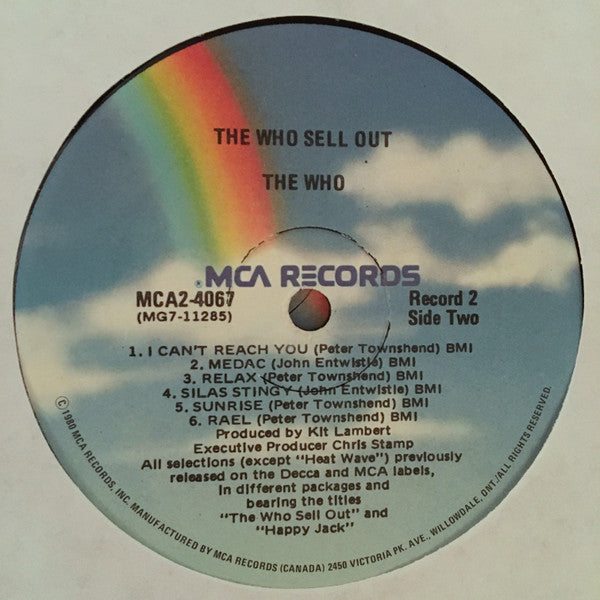 THE WHO SELL OUT
THE WHO
MCA RECORDS
MCA2-4067
(MG7-11285)
Record 2
Side Two
1. I CAN'T REACH YOU (Peter Townshend) BMI
2. MEDAC (John Entwistle) BMI
3. RELAX (Peter Townshend) BMI
4. SILAS STINGY (John Entwistle) BMI
5. SUNRISE (Peter Townshend) BMI
6. RAEL (Peter Townshend) BMI
Produced by Kit Lambert
Executive Producer Chris Stamp
All selections (except "Heat Wave") previously
released on the Decca and MCA labels,
in different packages and
bearing the titles
"The Who Sell Out" and
"Happy Jack"
© 1980 MCA RECORDS, INC. MANUFACTURED BY MCA RECORDS (CANADA) 2450 VICTORIA PK. AVE., WILLOWDALE, ONT./ALL RIGHTS RESERVED.